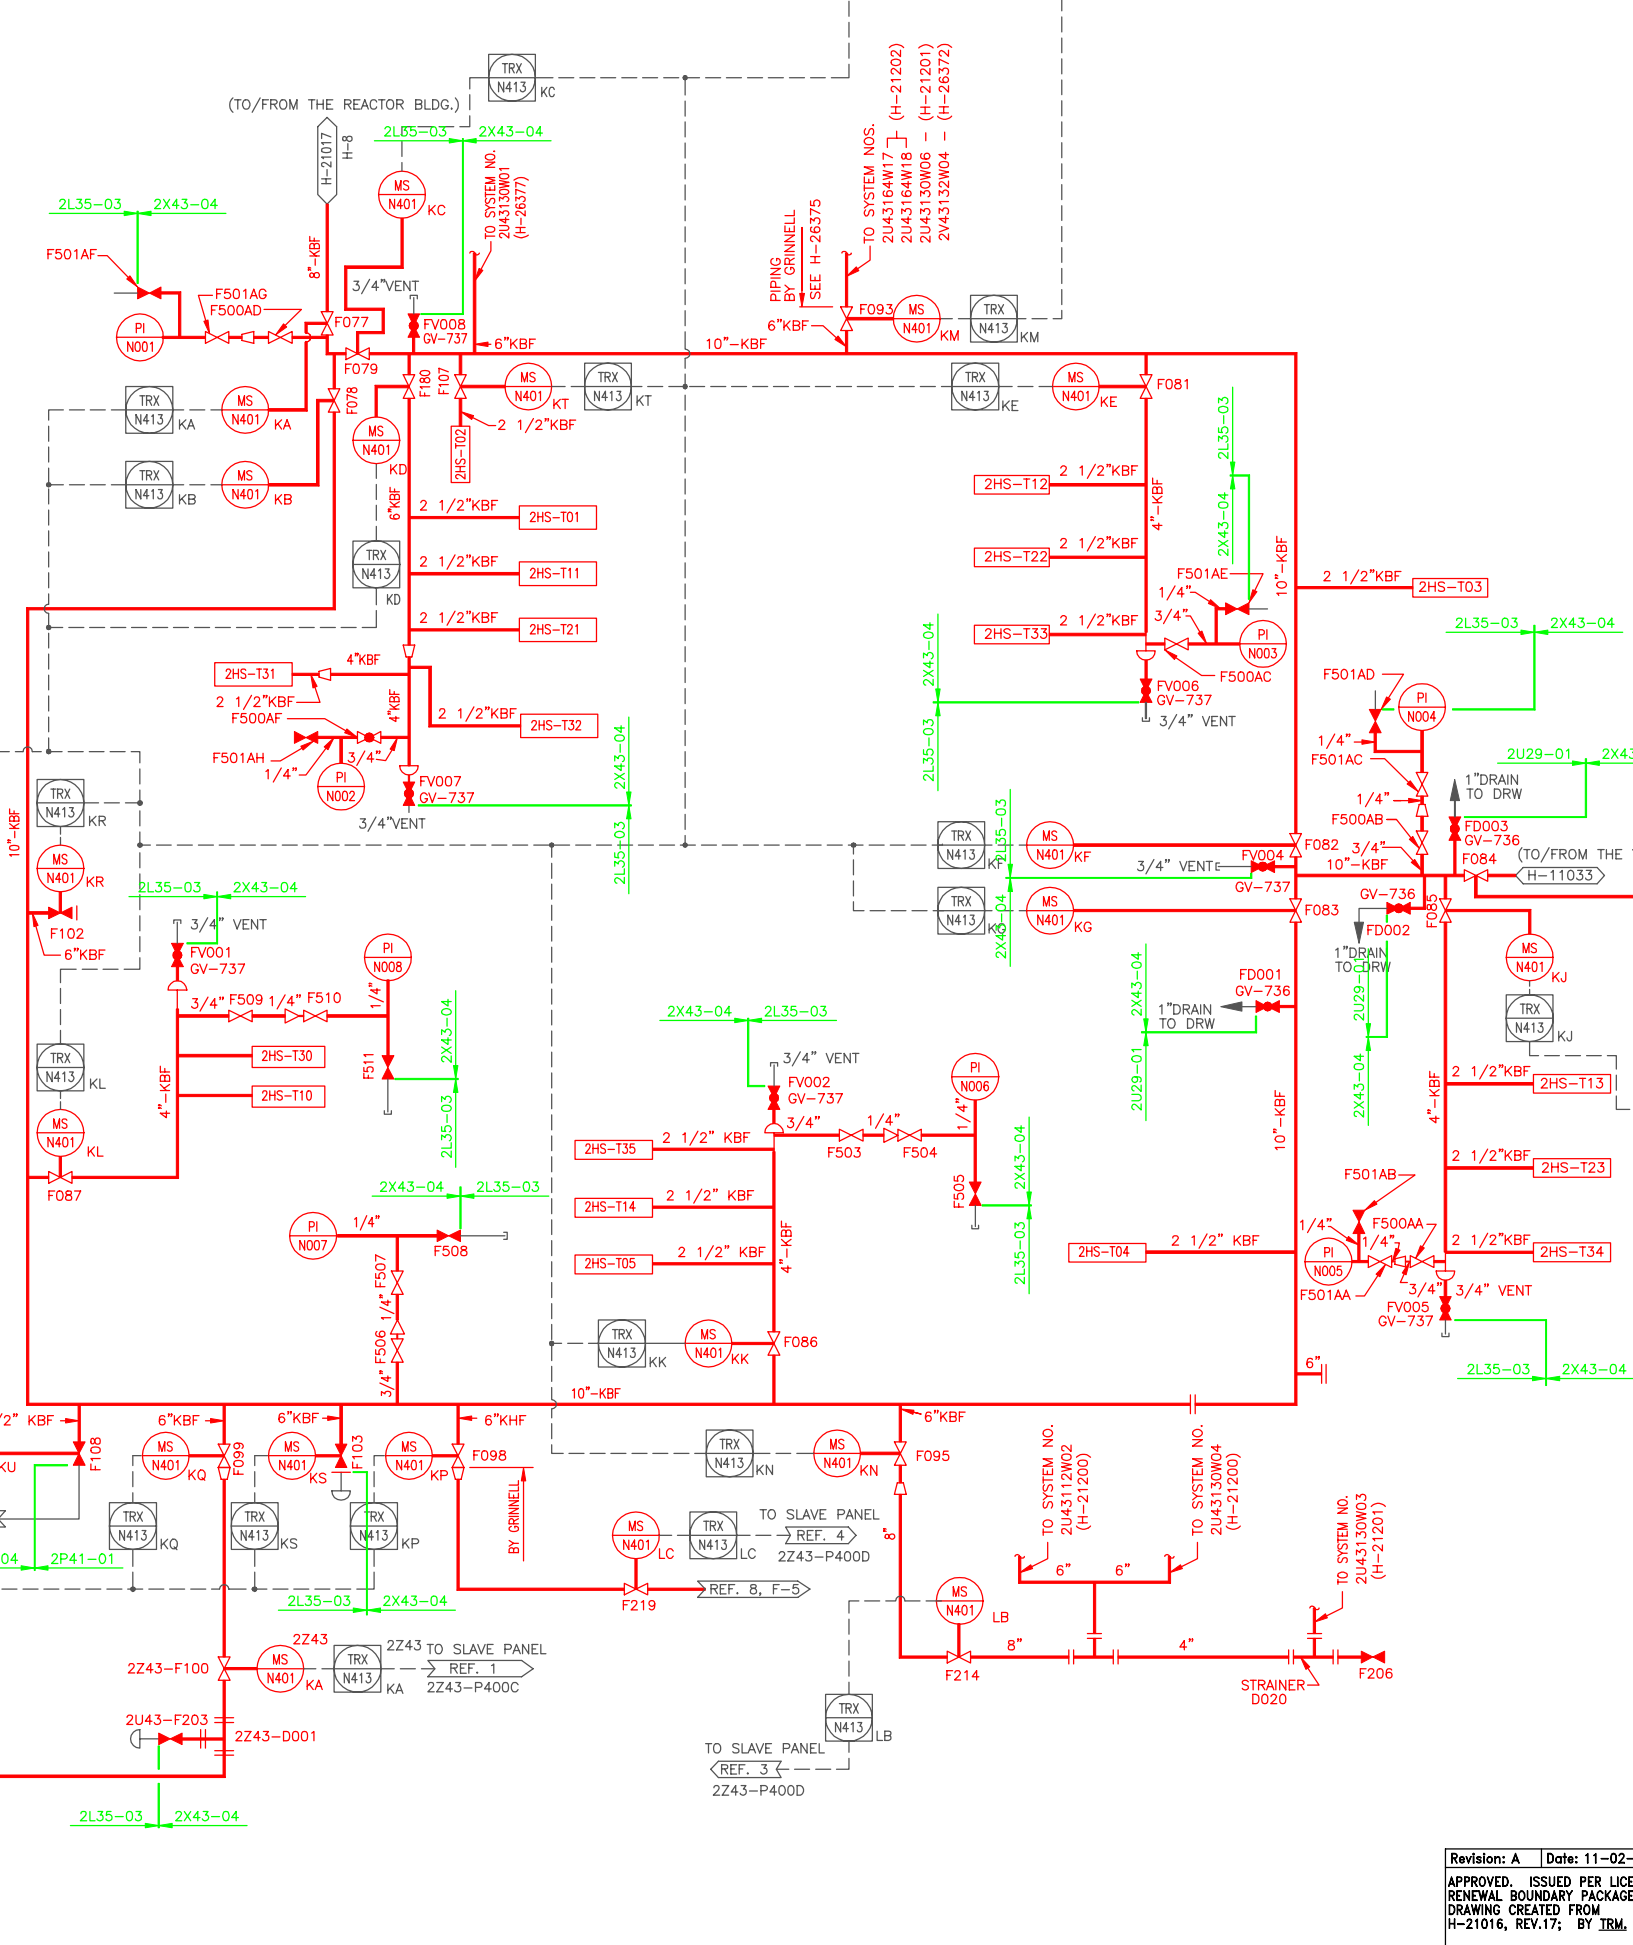 TRX
N413
KC
(TO/FROM THE REACTOR BLDG.)
H-21017
H-8
2L35-03
2X43-04
MS
N401
KC
TO SYSTEM NO.
2U43130W01
(H-26377)
TO SYSTEM NOS.
2U43164W17
2U43164W18
(H-21202)
2U43130W06 - (H-21201)
2V43132W04 - (H-26372)
PIPING
BY GRINNELL
SEE H-26375
2L35-03
2X43-04
F501AF
8"-KBF
F501AG
F500AD
PI
N001
F077
F079
3/4"VENT
FV008
GV-737
6"KBF
10"-KBF
6"KBF
F093
MS
N401
KM
TRX
N413
KM
F078
F180
F107
MS
N401
KT
TRX
N413
KT
TRX
N413
KE
MS
N401
KE
F081
TRX
N413
KA
MS
N401
KA
MS
N401
KD
2 1/2"KBF
2HS-T02
TRX
N413
KB
MS
N401
KB
6"KBF
2 1/2"KBF
2HS-T01
TRX
N413
KD
2 1/2"KBF
2HS-T11
2 1/2"KBF
2HS-T21
2HS-T12
2 1/2"KBF
4"-KBF
2HS-T22
2 1/2"KBF
2HS-T33
2 1/2"KBF
2L35-03
2X43-04
F501AE
1/4"
3/4"
PI
N003
F500AC
FV006
GV-737
3/4" VENT
2X43-04
2L35-03
10"-KBF
2 1/2"KBF
2HS-T03
2L35-03
2X43-04
2HS-T31
4"KBF
2 1/2"KBF
F500AF
4"KBF
2 1/2"KBF
2HS-T32
F501AH
1/4"
3/4"
PI
N002
FV007
GV-737
3/4"VENT
2X43-04
2L35-03
F501AD
PI
N004
1/4"
F501AC
1/4"
F500AB
3/4"
1"DRAIN
TO DRW
2U29-01
FD003
GV-736
F084
(TO/FROM THE
H-11033
10"-KBF
TRX
N413
KR
MS
N401
KR
F102
6"KBF
10"-KBF
2L35-03
2X43-04
3/4" VENT
FV001
GV-737
3/4"
F509
1/4"
F510
PI
N008
1/4"
F511
2X43-04
2L35-03
2HS-T30
2HS-T10
4"-KBF
TRX
N413
KL
MS
N401
KL
F087
TRX
N413
KF
MS
N401
KF
F082
2L35-03
2X43-04
3/4" VENT
FV004
GV-737
TRX
N413
KG
MS
N401
KG
F083
GV-736
FD002
1"DRAIN
TO DRW
F085
MS
N401
KJ
TRX
N413
KJ
FD001
GV-736
1"DRAIN
TO DRW
2X43-04
2U29-01
2U29-01
2X43-04
10"-KBF
4"-KBF
2 1/2"KBF
2HS-T13
2 1/2"KBF
2HS-T23
2 1/2"KBF
2HS-T34
2X43-04
2L35-03
3/4" VENT
FV002
GV-737
3/4"
1/4"
F503
F504
PI
N006
1/4"
F505
2X43-04
2L35-03
2HS-T35
2 1/2" KBF
2HS-T14
2 1/2" KBF
2HS-T05
2 1/2" KBF
4"-KBF
TRX
N413
KK
MS
N401
KK
F086
2X43-04
2L35-03
PI
N007
1/4"
F508
F507
1/4"
F506
3/4"
2HS-T04
2 1/2" KBF
F501AB
1/4"
F500AA
1/4"
PI
N005
F501AA
3/4"
3/4" VENT
FV005
GV-737
2L35-03
2X43-04
6"
10"-KBF
/2" KBF
F108
KU
04
2P41-01
6"KBF
MS
N401
KQ
F099
TRX
N413
KQ
6"KBF
MS
N401
KS
F103
TRX
N413
KS
6"KHF
MS
N401
KP
F098
TRX
N413
KP
BY GRINNELL
2L35-03
2X43-04
TRX
N413
KN
MS
N401
KN
F095
6"KBF
8"
MS
N401
LC
TRX
N413
LC
TO SLAVE PANEL
REF. 4
2Z43-P400D
F219
REF. 8, F-5
TO SYSTEM NO.
2U43112W02
(H-21200)
TO SYSTEM NO.
2U43130W04
(H-21200)
TO SYSTEM NO.
2U43130W03
(H-21201)
6"
6"
MS
N401
LB
F214
8"
4"
STRAINER
D020
F206
2Z43
2Z43-F100
MS
N401
KA
TRX
N413
KA
2Z43
TO SLAVE PANEL
REF. 1
2Z43-P400C
2U43-F203
2Z43-D001
2L35-03
2X43-04
TRX
N413
LB
TO SLAVE PANEL
REF. 3
2Z43-P400D
Revision: A
Date: 11-02-
APPROVED. ISSUED PER LICE
RENEWAL BOUNDARY PACKAGE
DRAWING CREATED FROM
H-21016, REV.17; BY TRM.